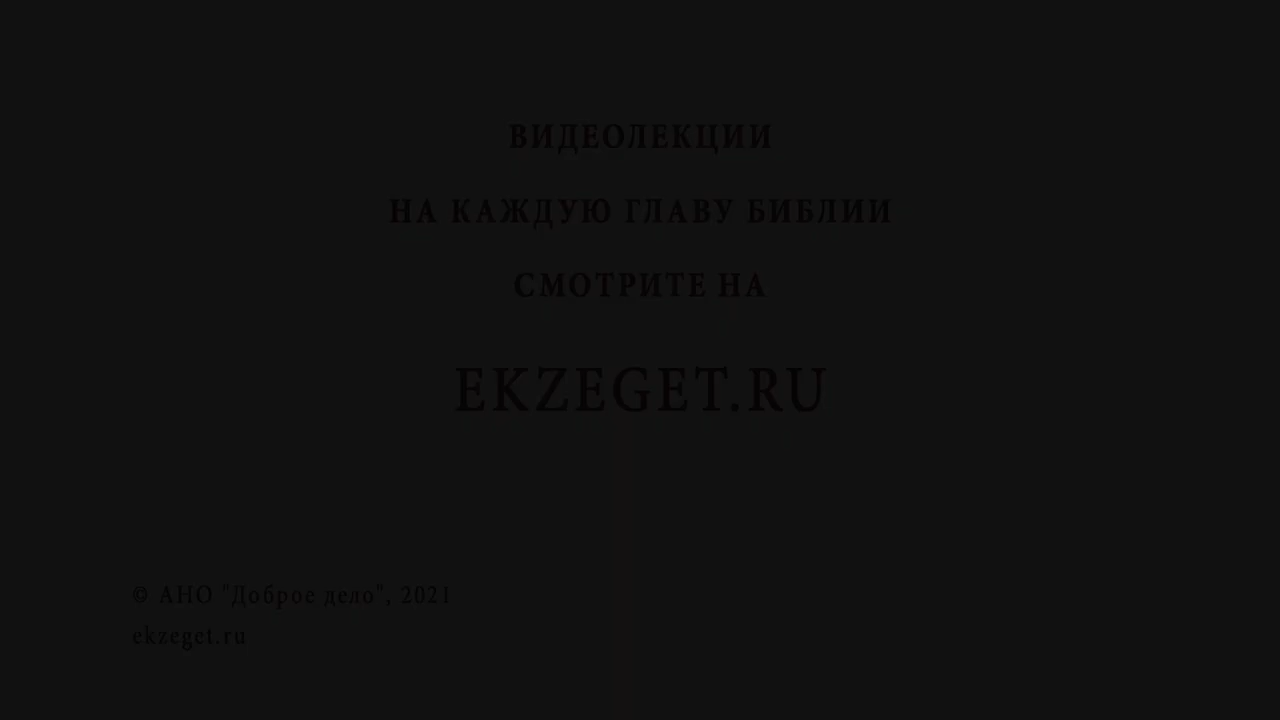 ВИДЕОЛЕКЦИИ
НА КАЖДУЮ ГЛАВУ БИБЛИИ
СМОТРИТЕ НА
EKZEGET.RU
© АНО "Доброе дело", 2021
ekzeget.ru